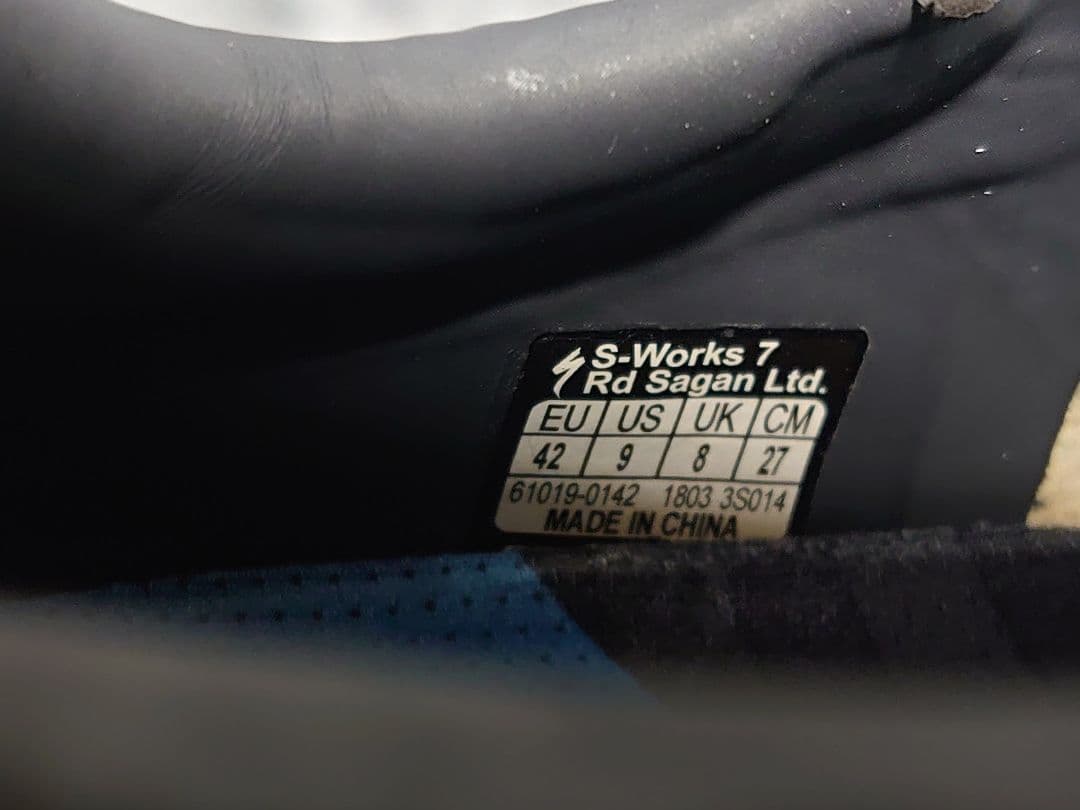 S-Works 7
Rd Sagan Ltd.
EU US UK CM
42 9 8 27
61019-0142 1803 3S014
MADE IN CHINA